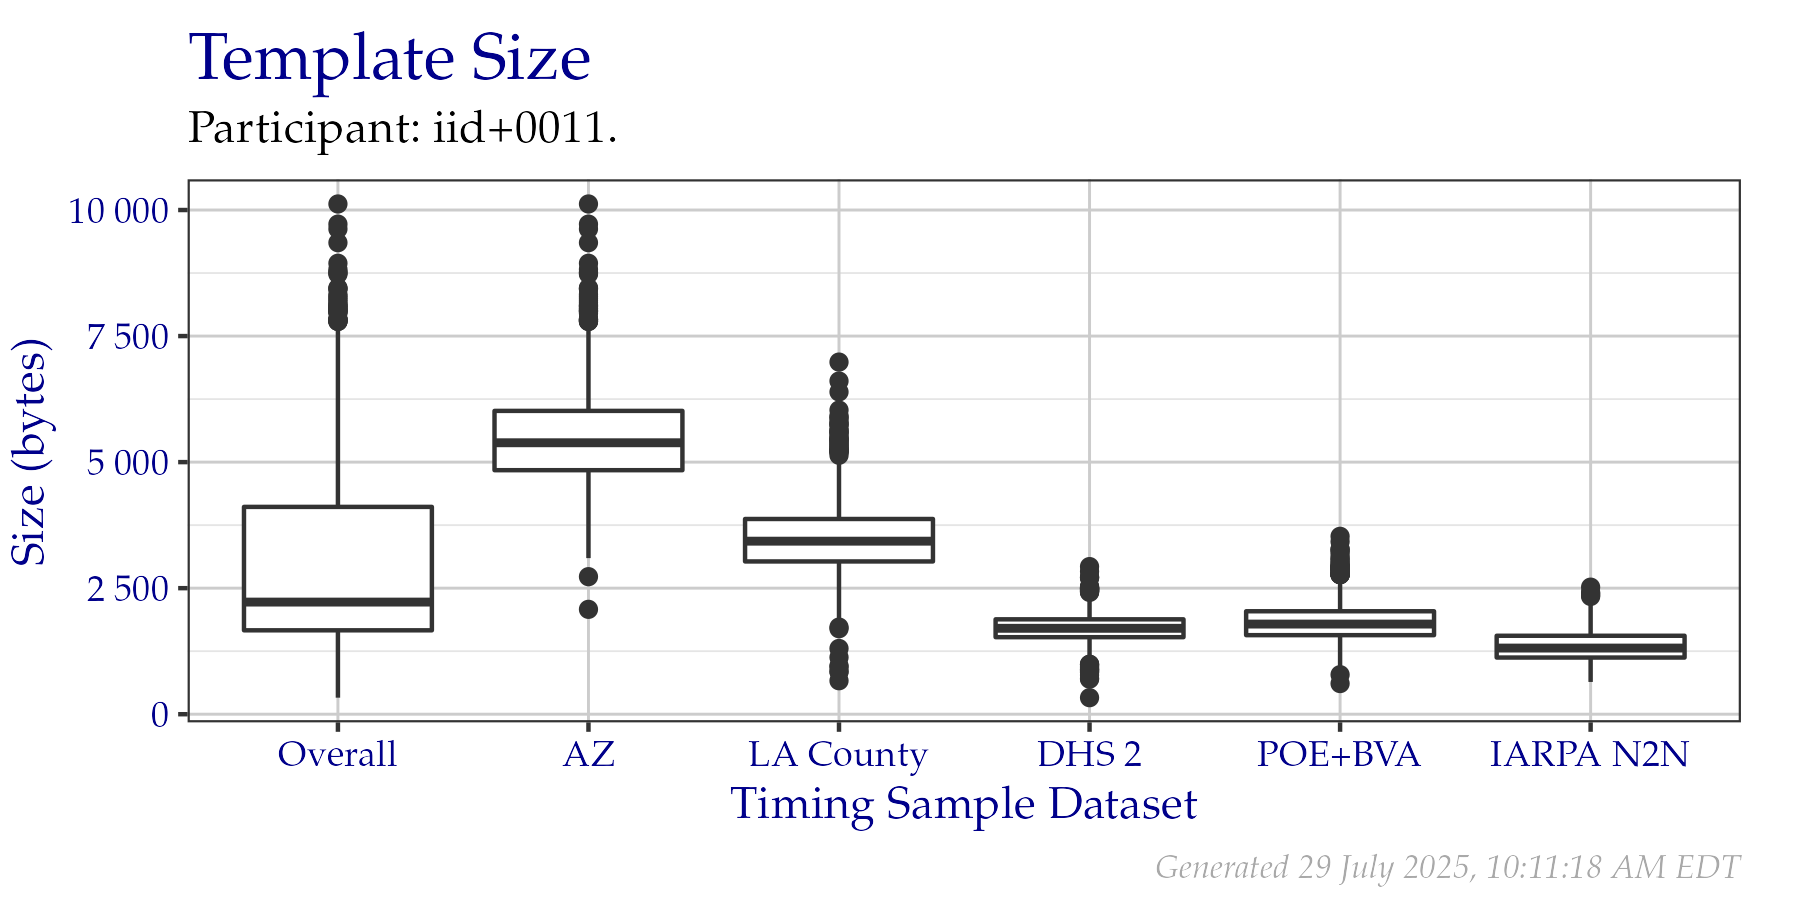 Template Size
Participant: iid+0011.
10 000
7 500
5 000
2 500
0
Size (bytes)
Overall AZ LA County DHS 2 POE+BVA IARPA N2N
Timing Sample Dataset
Generated 29 July 2025, 10:11:18 AM EDT